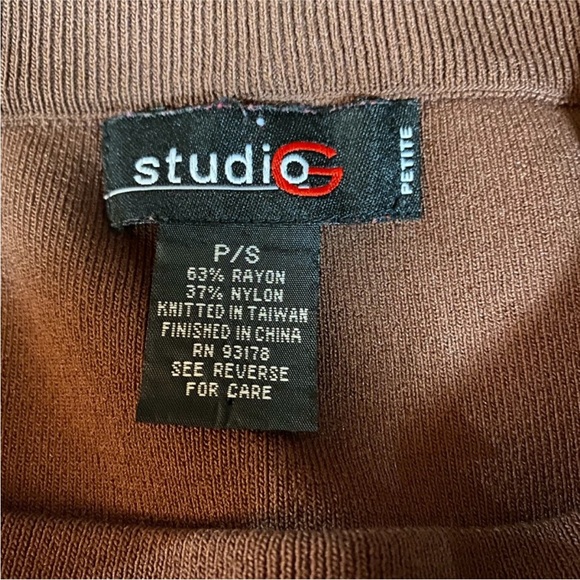 studio G
PETITE
P/S
63% RAYON
37% NYLON
KNITTED IN TAIWAN
FINISHED IN CHINA
RN 93178
SEE REVERSE
FOR CARE